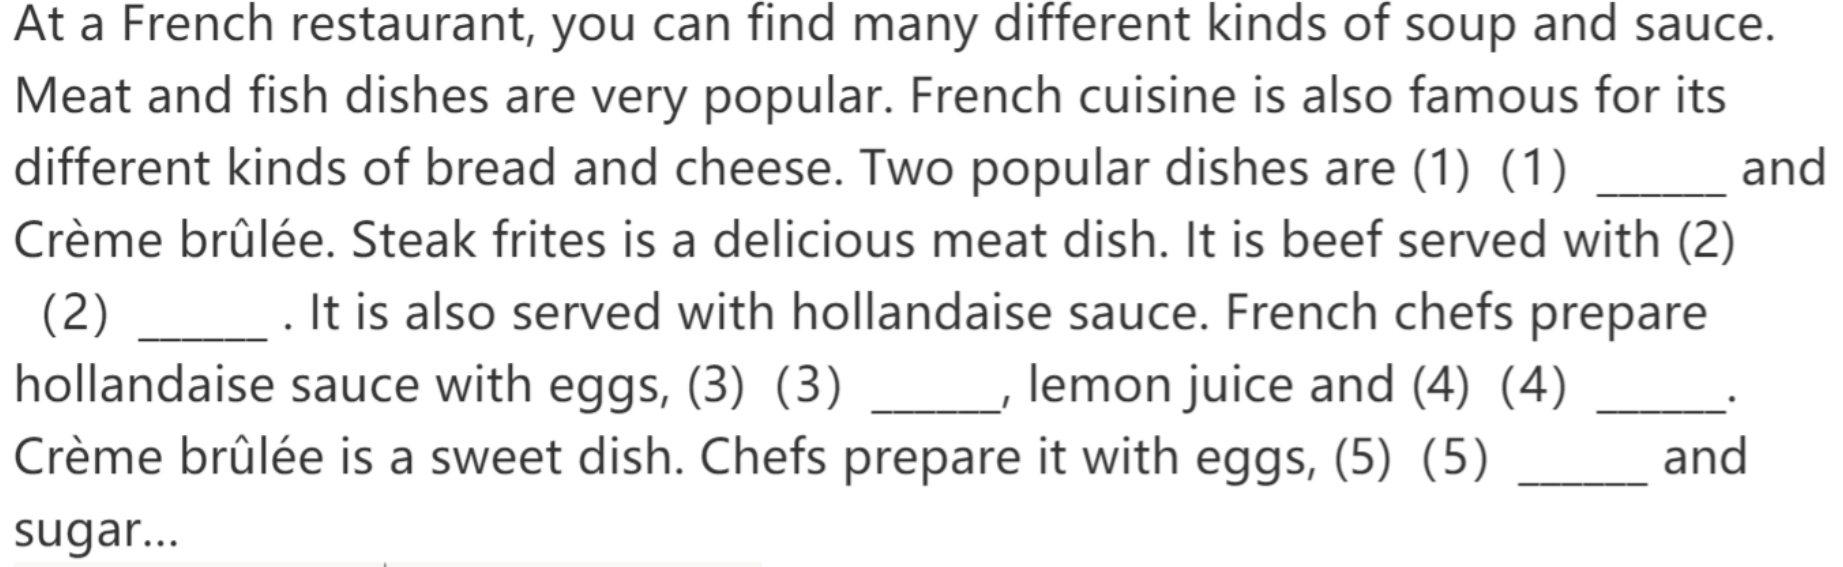 At a French restaurant, you can find many different kinds of soup and sauce.
Meat and fish dishes are very popular. French cuisine is also famous for its
different kinds of bread and cheese. Two popular dishes are (1) (1) ______ and
Crème brûlée. Steak frites is a delicious meat dish. It is beef served with (2)
(2) ______ . It is also served with hollandaise sauce. French chefs prepare
hollandaise sauce with eggs, (3) (3) ______, lemon juice and (4) (4) ______.
Crème brûlée is a sweet dish. Chefs prepare it with eggs, (5) (5) ______ and
sugar...